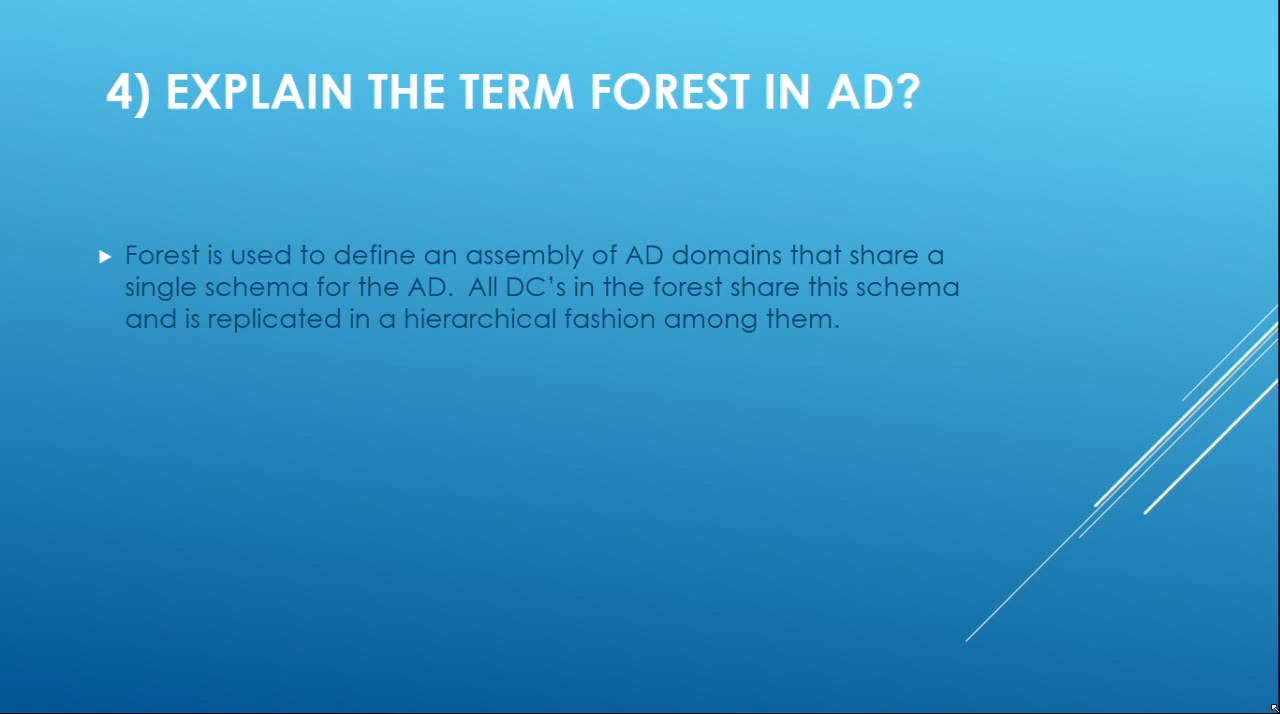 4) EXPLAIN THE TERM FOREST IN AD?
Forest is used to define an assembly of AD domains that share a
single schema for the AD.  All DC’s in the forest share this schema
and is replicated in a hierarchical fashion among them.